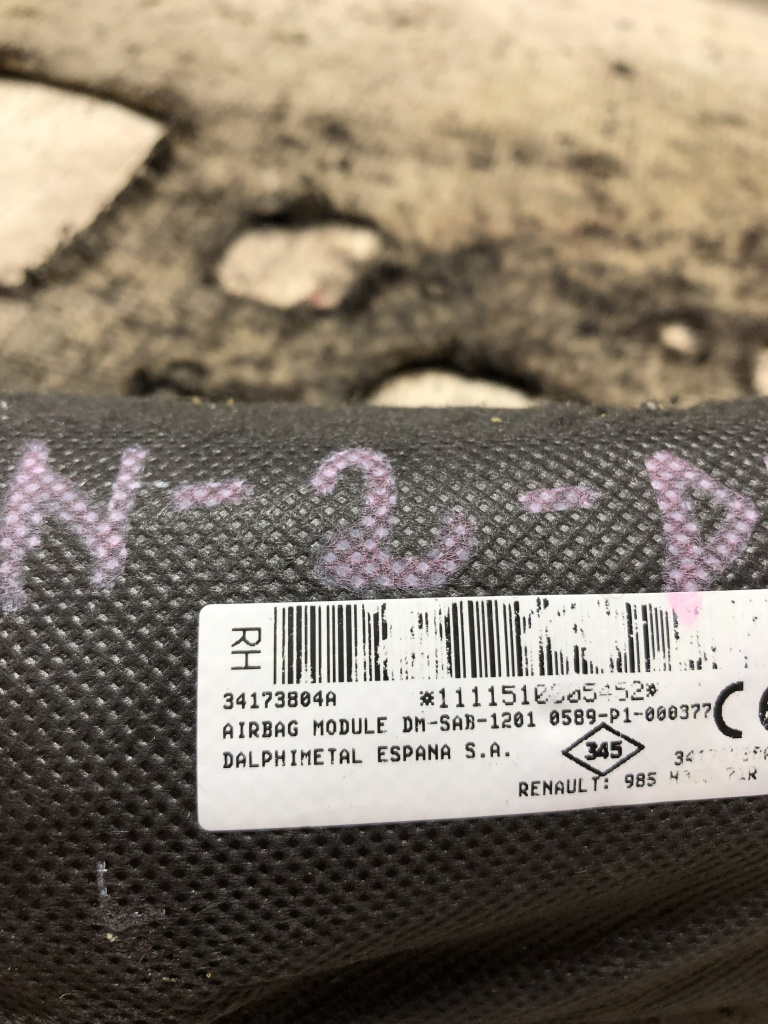 N-2-D
RH
34173804A
AIRBAG MODULE DM-SAB-1201 0589-P1-000377
DALPHIMETAL ESPANA S.A.
345
RENAULT: 985